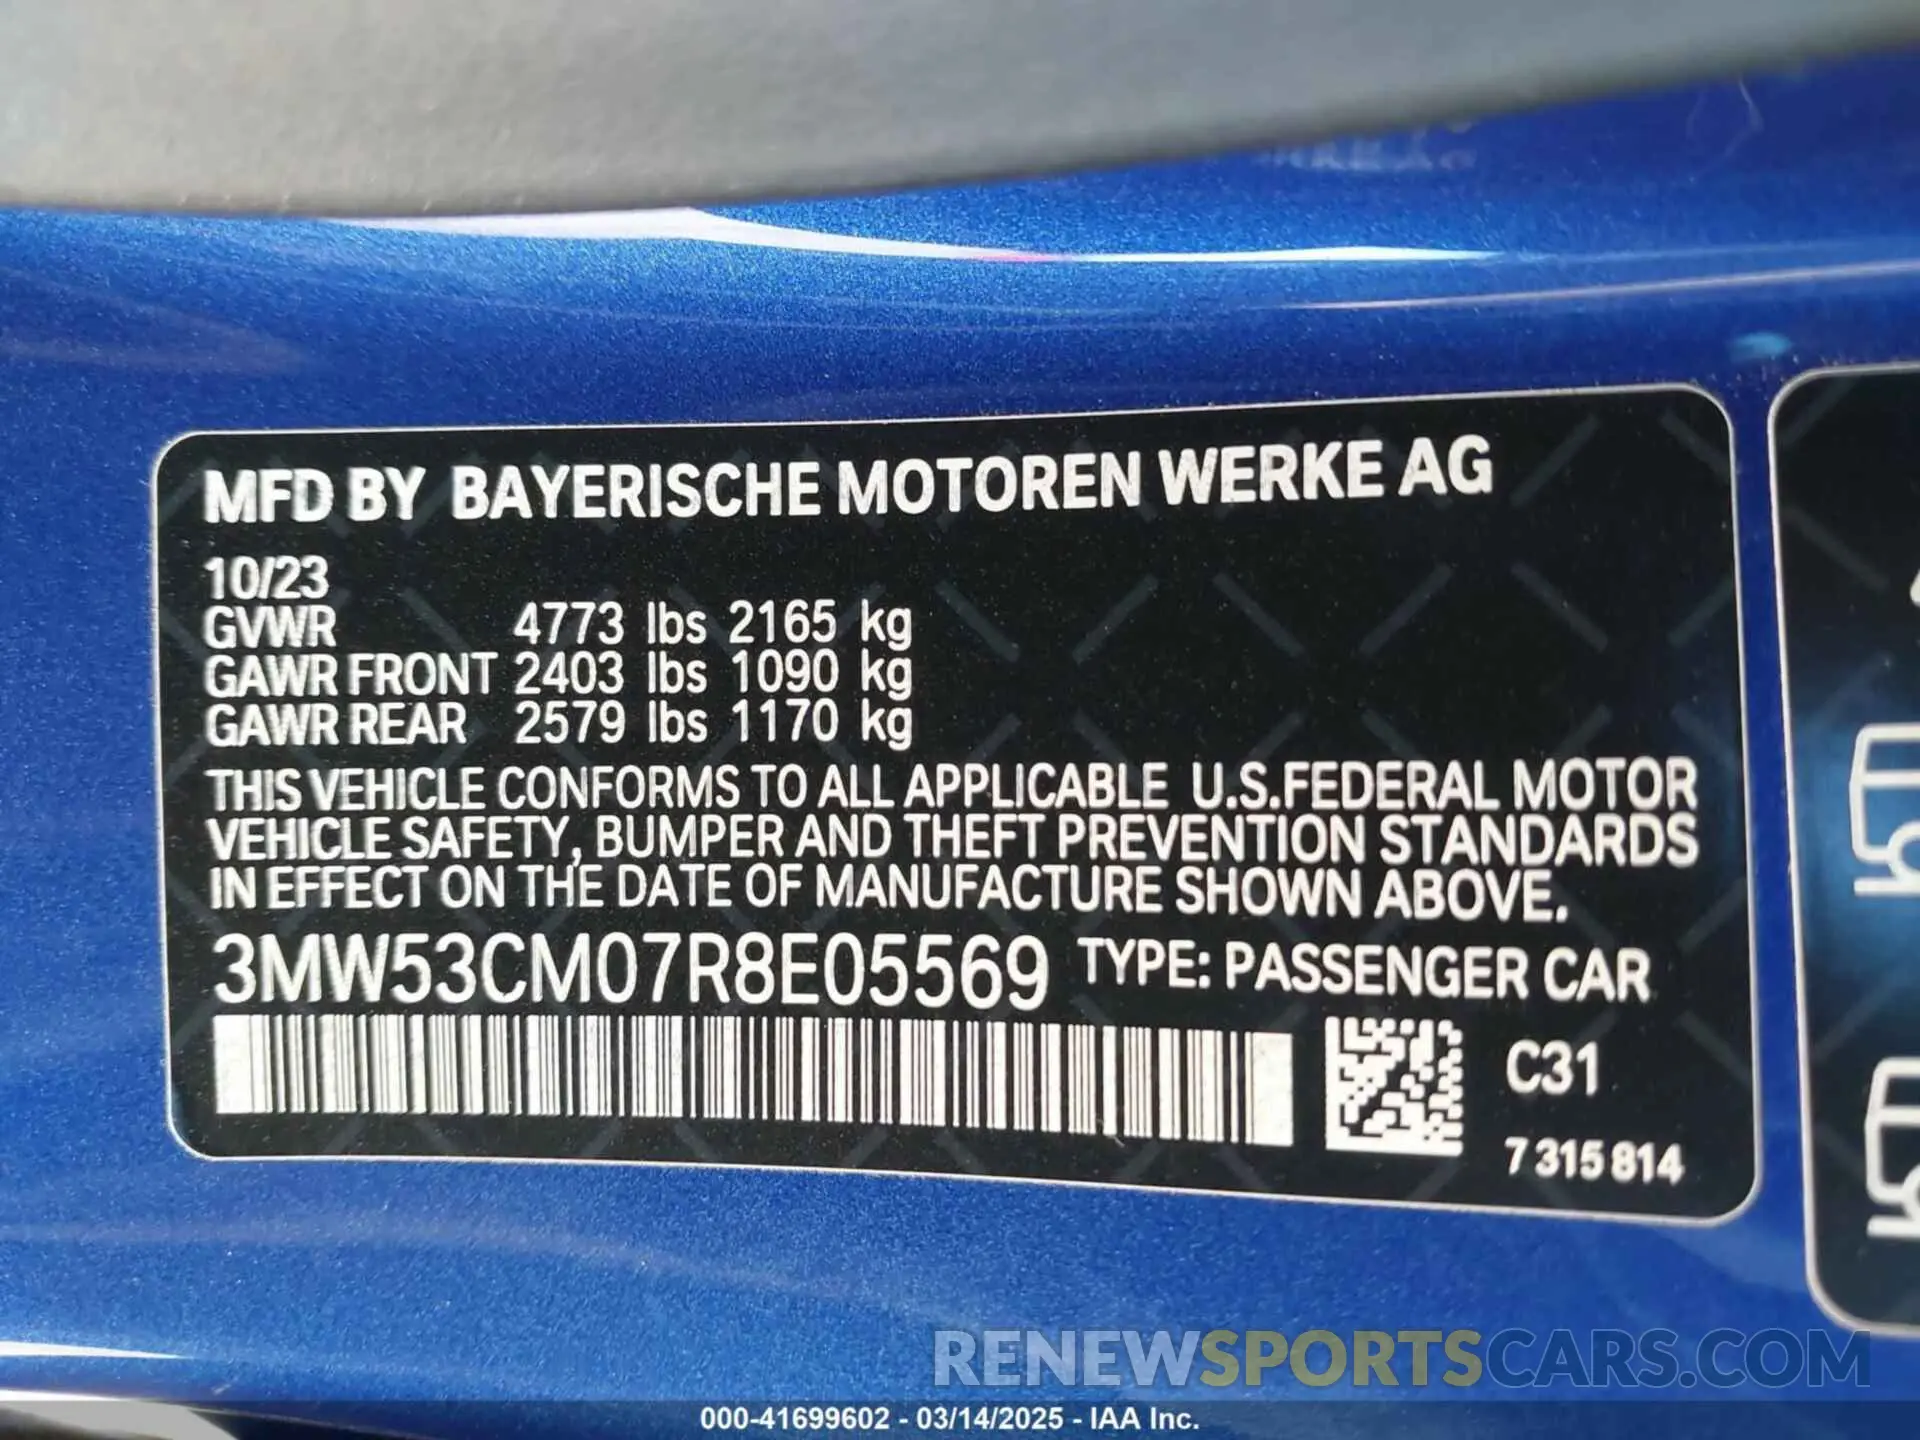 MFD BY BAYERISCHE MOTOREN WERKE AG
10/23
GVWR 4773 lbs 2165 kg
GAWR FRONT 2403 lbs 1090 kg
GAWR REAR 2579 lbs 1170 kg
THIS VEHICLE CONFORMS TO ALL APPLICABLE U.S.FEDERAL MOTOR
VEHICLE SAFETY, BUMPER AND THEFT PREVENTION STANDARDS
IN EFFECT ON THE DATE OF MANUFACTURE SHOWN ABOVE.
3MW53CM07R8E05569 TYPE: PASSENGER CAR
C31
7 315 814
RENEWSPORTSCARS.COM
000-41699602 - 03/14/2025 - IAA Inc.